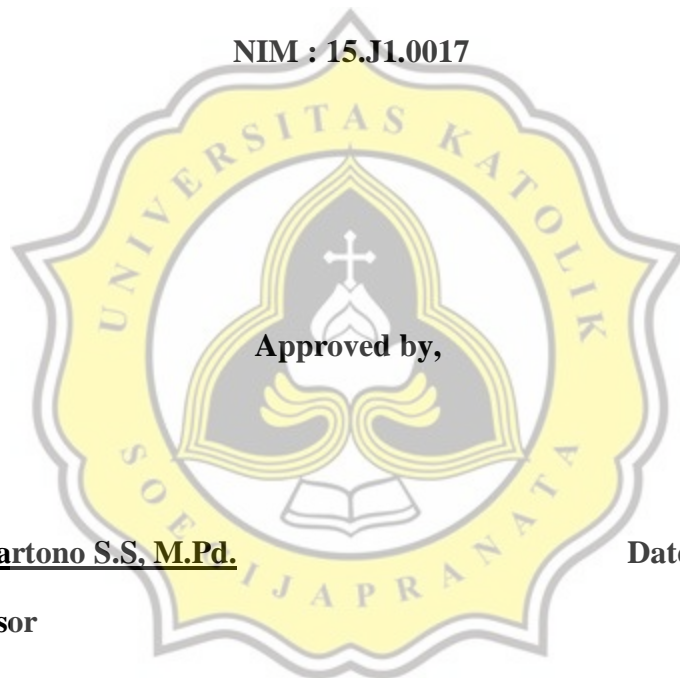 NIM : 15.J1.0017
UNIVERSITAS KATOLIK
Approved by,
SOEGIJAPRANATA
artono S.S, M.Pd.
Date
sor